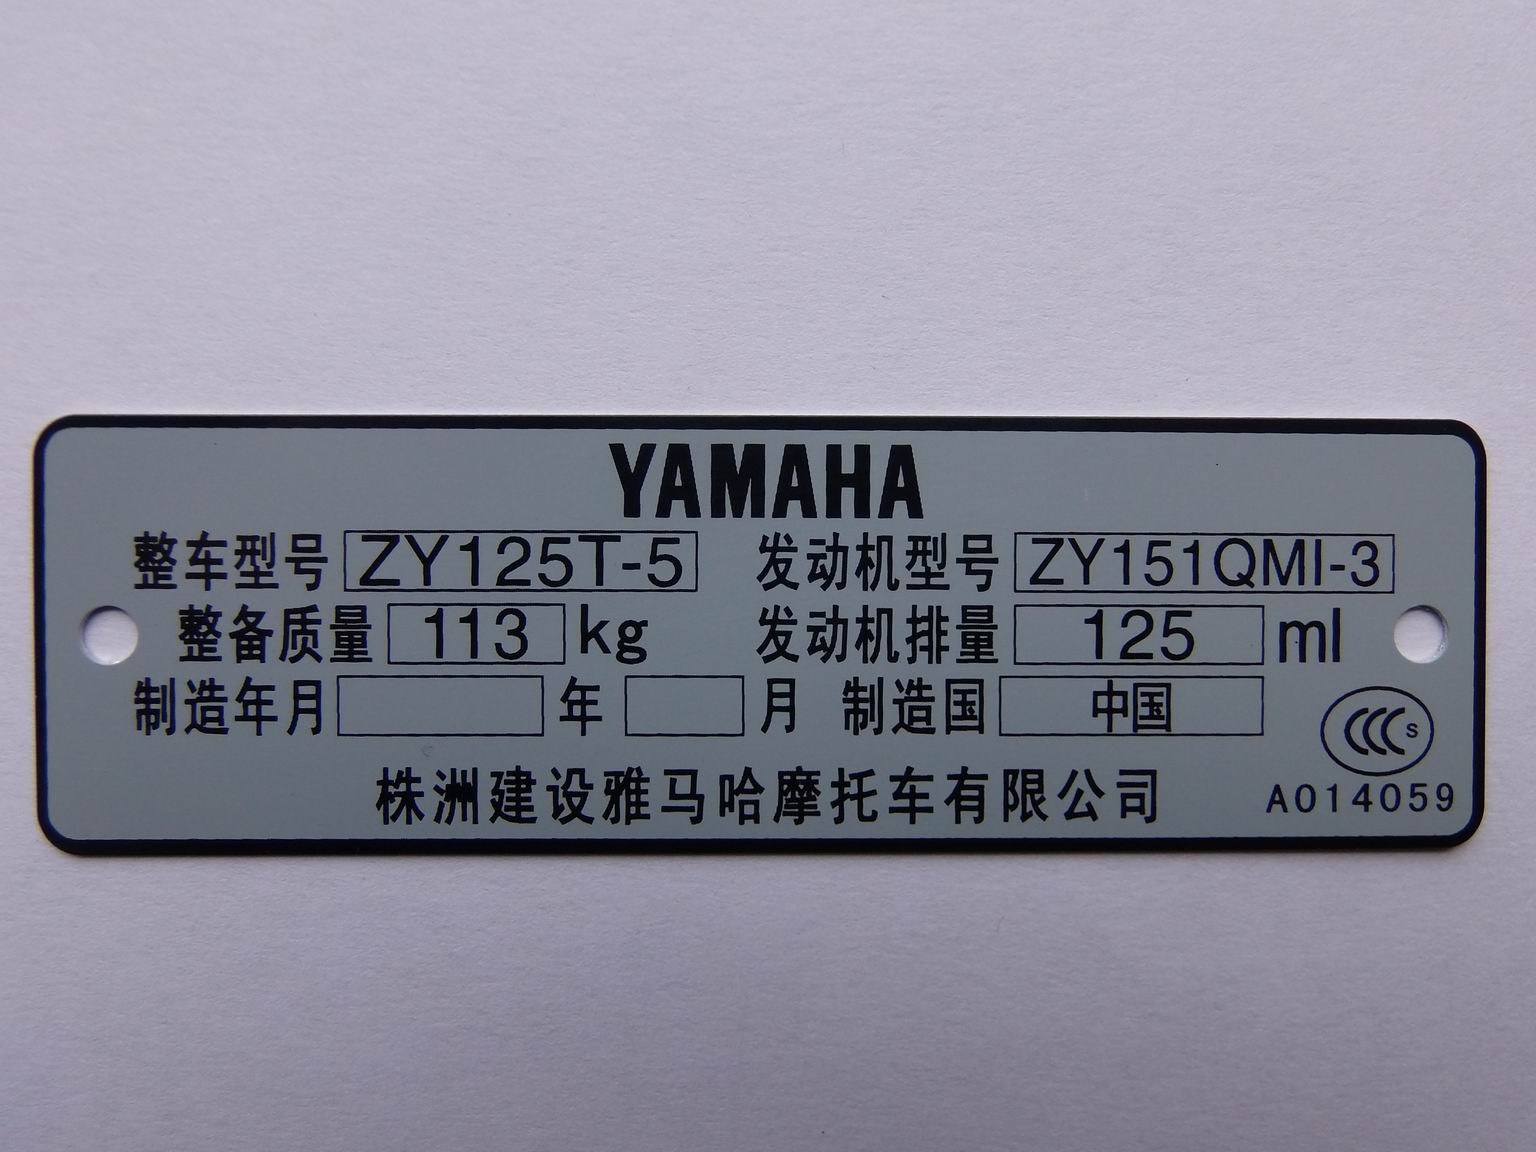 YAMAHA
整车型号 ZY125T-5 发动机型号 ZY151QMI-3
整备质量 113 kg 发动机排量 125 ml
制造年月 年 月 制造国 中国
CCC S
株洲建设雅马哈摩托车有限公司 A014059